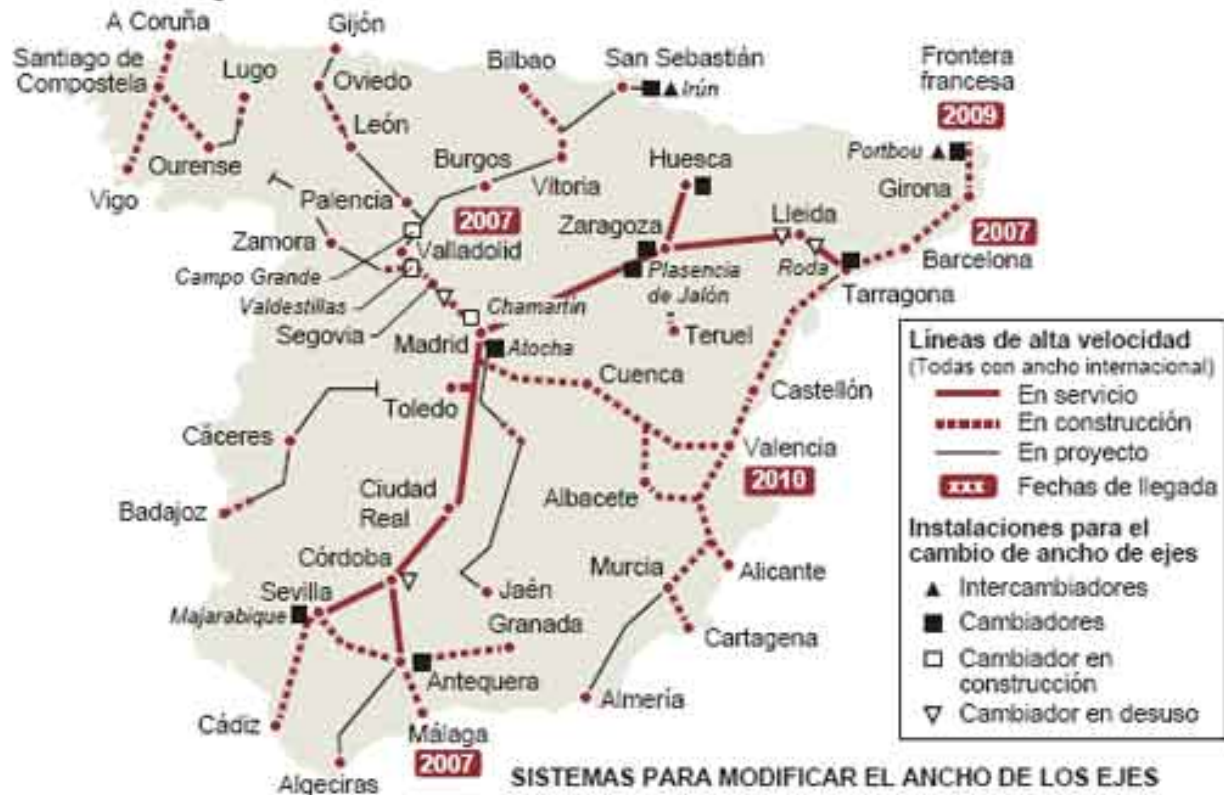 A Coruña
Gijón
Santiago de
Compostela
Lugo
Oviedo
Bilbao
San Sebastián
Irún
Frontera
francesa
2009
León
Ourense
Burgos
Vitoria
Huesca
Portbou
Girona
Vigo
Palencia
2007
Zaragoza
Lleida
2007
Zamora
Valladolid
Campo Grande
Plasencia
de Jalón
Roda
Barcelona
Valdestillas
Chamartín
Tarragona
Segovia
Madrid
Atocha
Teruel
Cuenca
Castellón
Toledo
Cáceres
Valencia
2010
Badajoz
Ciudad
Real
Albacete
Córdoba
Murcia
Alicante
Sevilla
Jaén
Majarabique
Granada
Cartagena
Antequera
Almería
Cádiz
Málaga
2007
Algeciras
Líneas de alta velocidad
(Todas con ancho internacional)
En servicio
En construcción
En proyecto
xxx Fechas de llegada
Instalaciones para el
cambio de ancho de ejes
Intercambiadores
Cambiadores
Cambiador en
construcción
Cambiador en desuso
SISTEMAS PARA MODIFICAR EL ANCHO DE LOS EJES